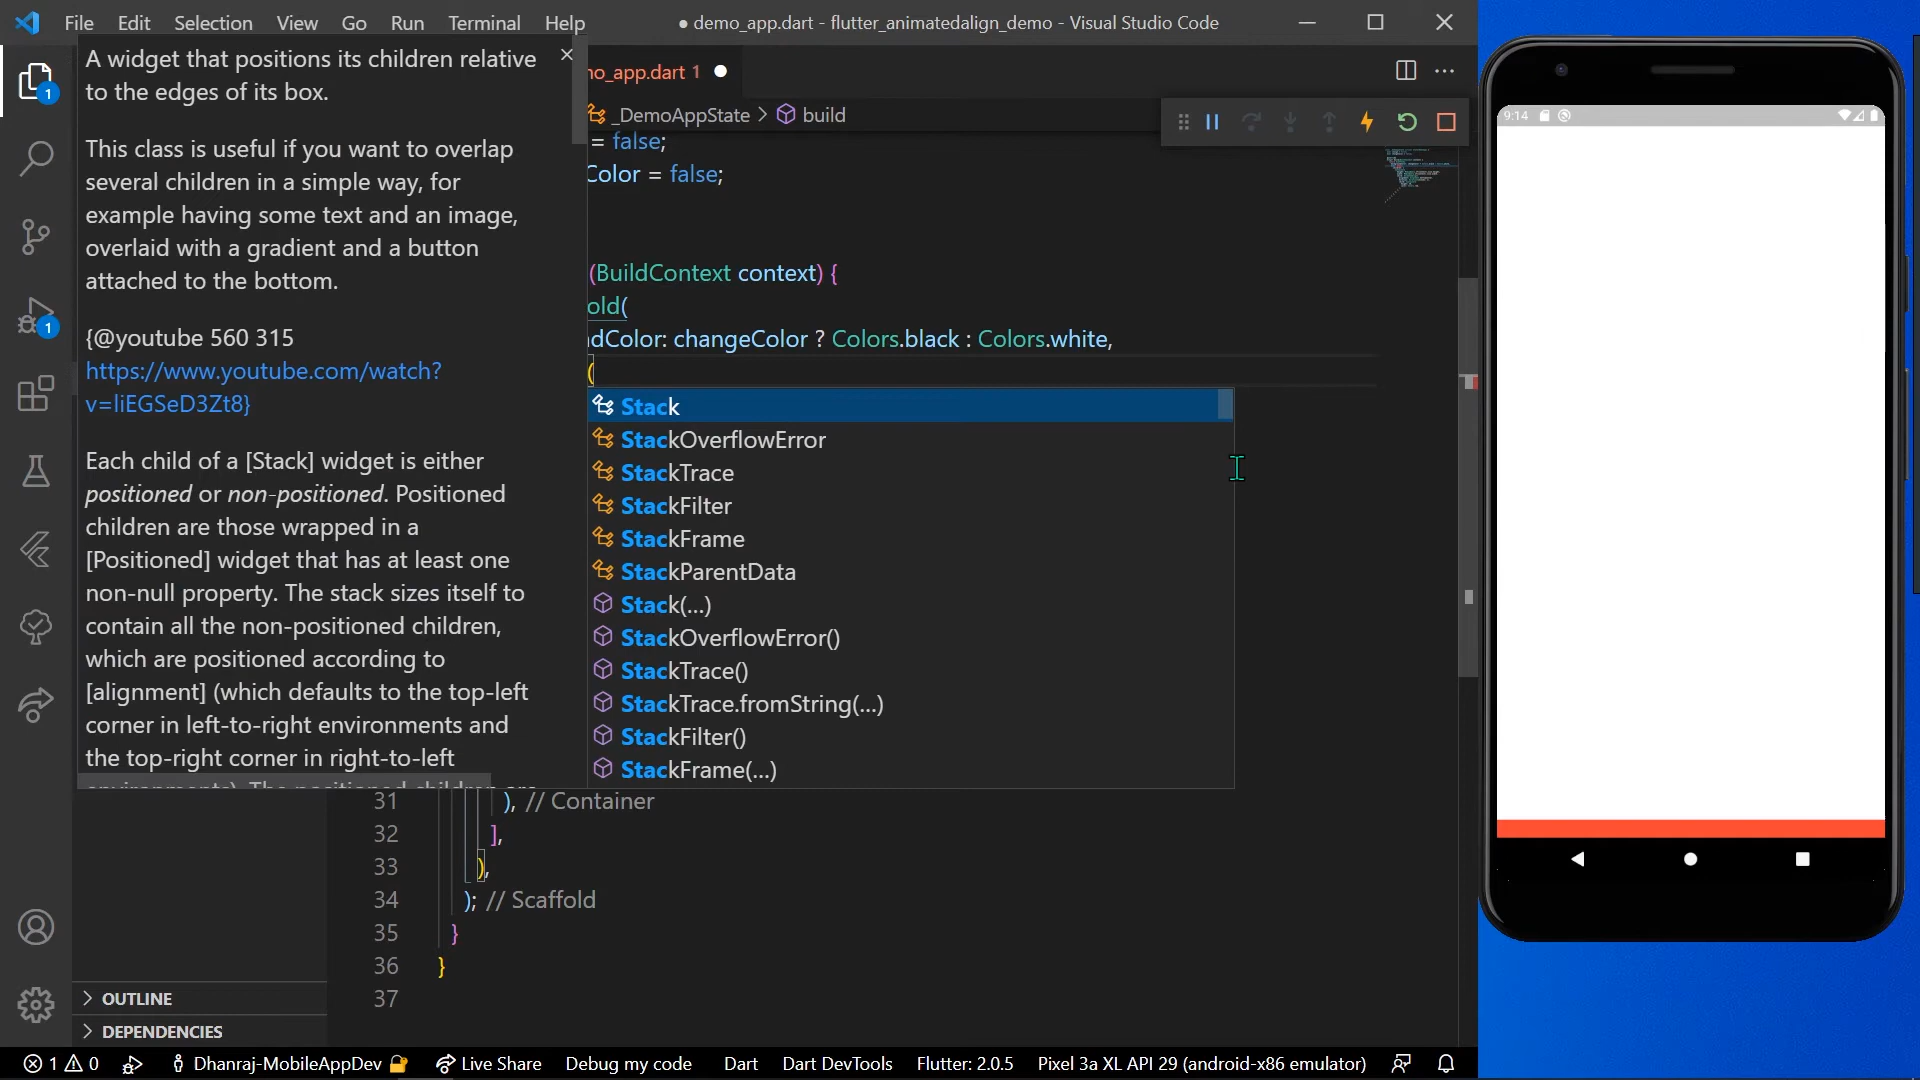 File Edit Selection View Go Run Terminal Help ● demo_app.dart - flutter_animatedalign_demo - Visual Studio Code
A widget that positions its children relative
to the edges of its box.
This class is useful if you want to overlap
several children in a simple way, for
example having some text and an image,
overlaid with a gradient and a button
attached to the bottom.
{@youtube 560 315
https://www.youtube.com/watch?
v=liEGSeD3Zt8}
Each child of a [Stack] widget is either
positioned or non-positioned. Positioned
children are those wrapped in a
[Positioned] widget that has at least one
non-null property. The stack sizes itself to
contain all the non-positioned children,
which are positioned according to
[alignment] (which defaults to the top-left
corner in left-to-right environments and
the top-right corner in right-to-left
1
1
mo_app.dart 1
_DemoAppState > build
= false;
Color = false;
(BuildContext context) {
old(
dColor: changeColor ? Colors.black : Colors.white,
(
Stack
StackOverflowError
StackTrace
StackFilter
StackFrame
StackParentData
Stack(...)
StackOverflowError()
StackTrace()
StackTrace.fromString(...)
StackFilter()
StackFrame(...)
31 ), // Container
32 ],
33 ),
34 ); // Scaffold
35 }
36 }
37
OUTLINE
DEPENDENCIES
1 0 Dhanraj-MobileAppDev Live Share Debug my code Dart Dart DevTools Flutter: 2.0.5 Pixel 3a XL API 29 (android-x86 emulator)
9:14